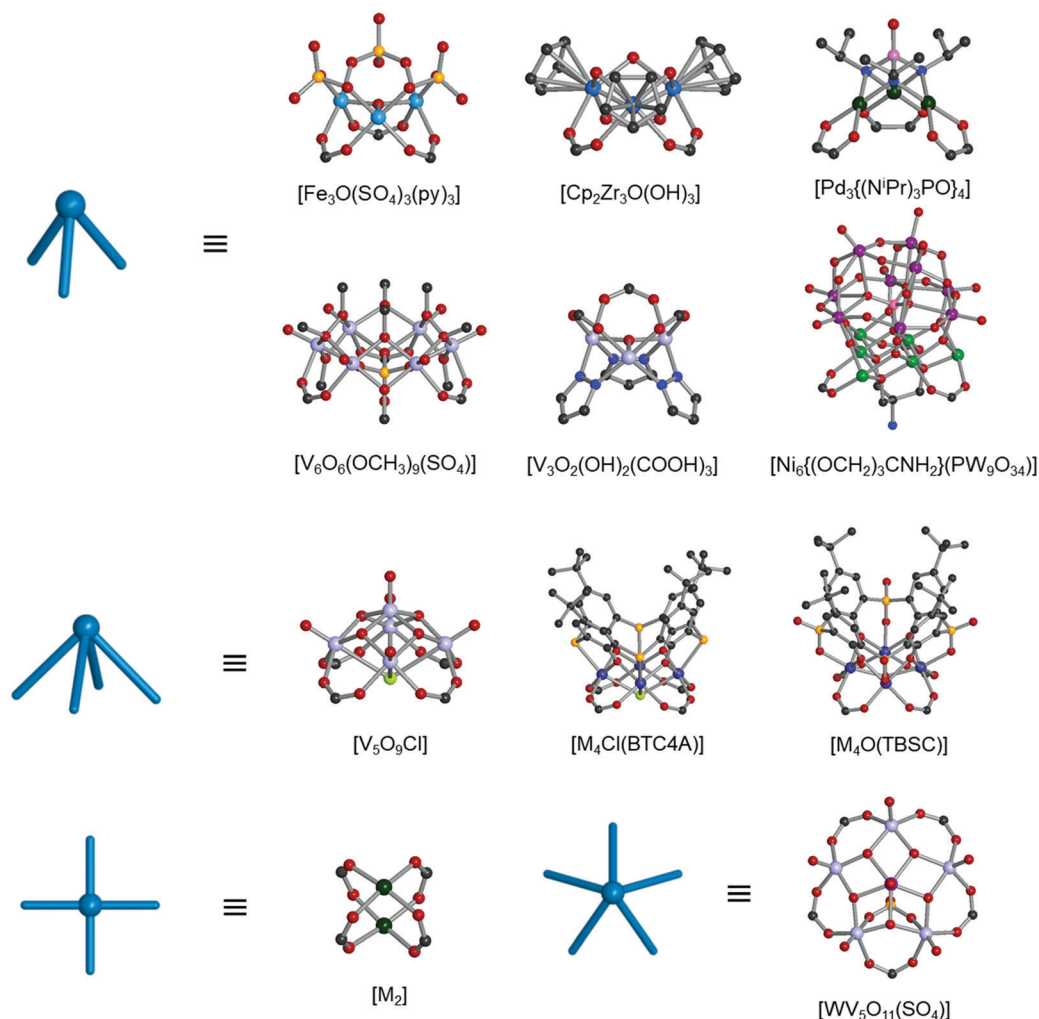 [Fe₃O(SO₄)₃(py)₃]
[Cp₂Zr₃O(OH)₃]
[Pd₃{(NⁱPr)₃PO}₄]
≡
[V₆O₆(OCH₃)₉(SO₄)]
[V₃O₂(OH)₂(COOH)₃]
[Ni₆{(OCH₂)₃CNH₂}(PW₉O₃₄)]
≡
[V₅O₉Cl]
[M₄Cl(BTC4A)]
[M₄O(TBSC)]
≡
[M₂]
≡
[WV₅O₁₁(SO₄)]